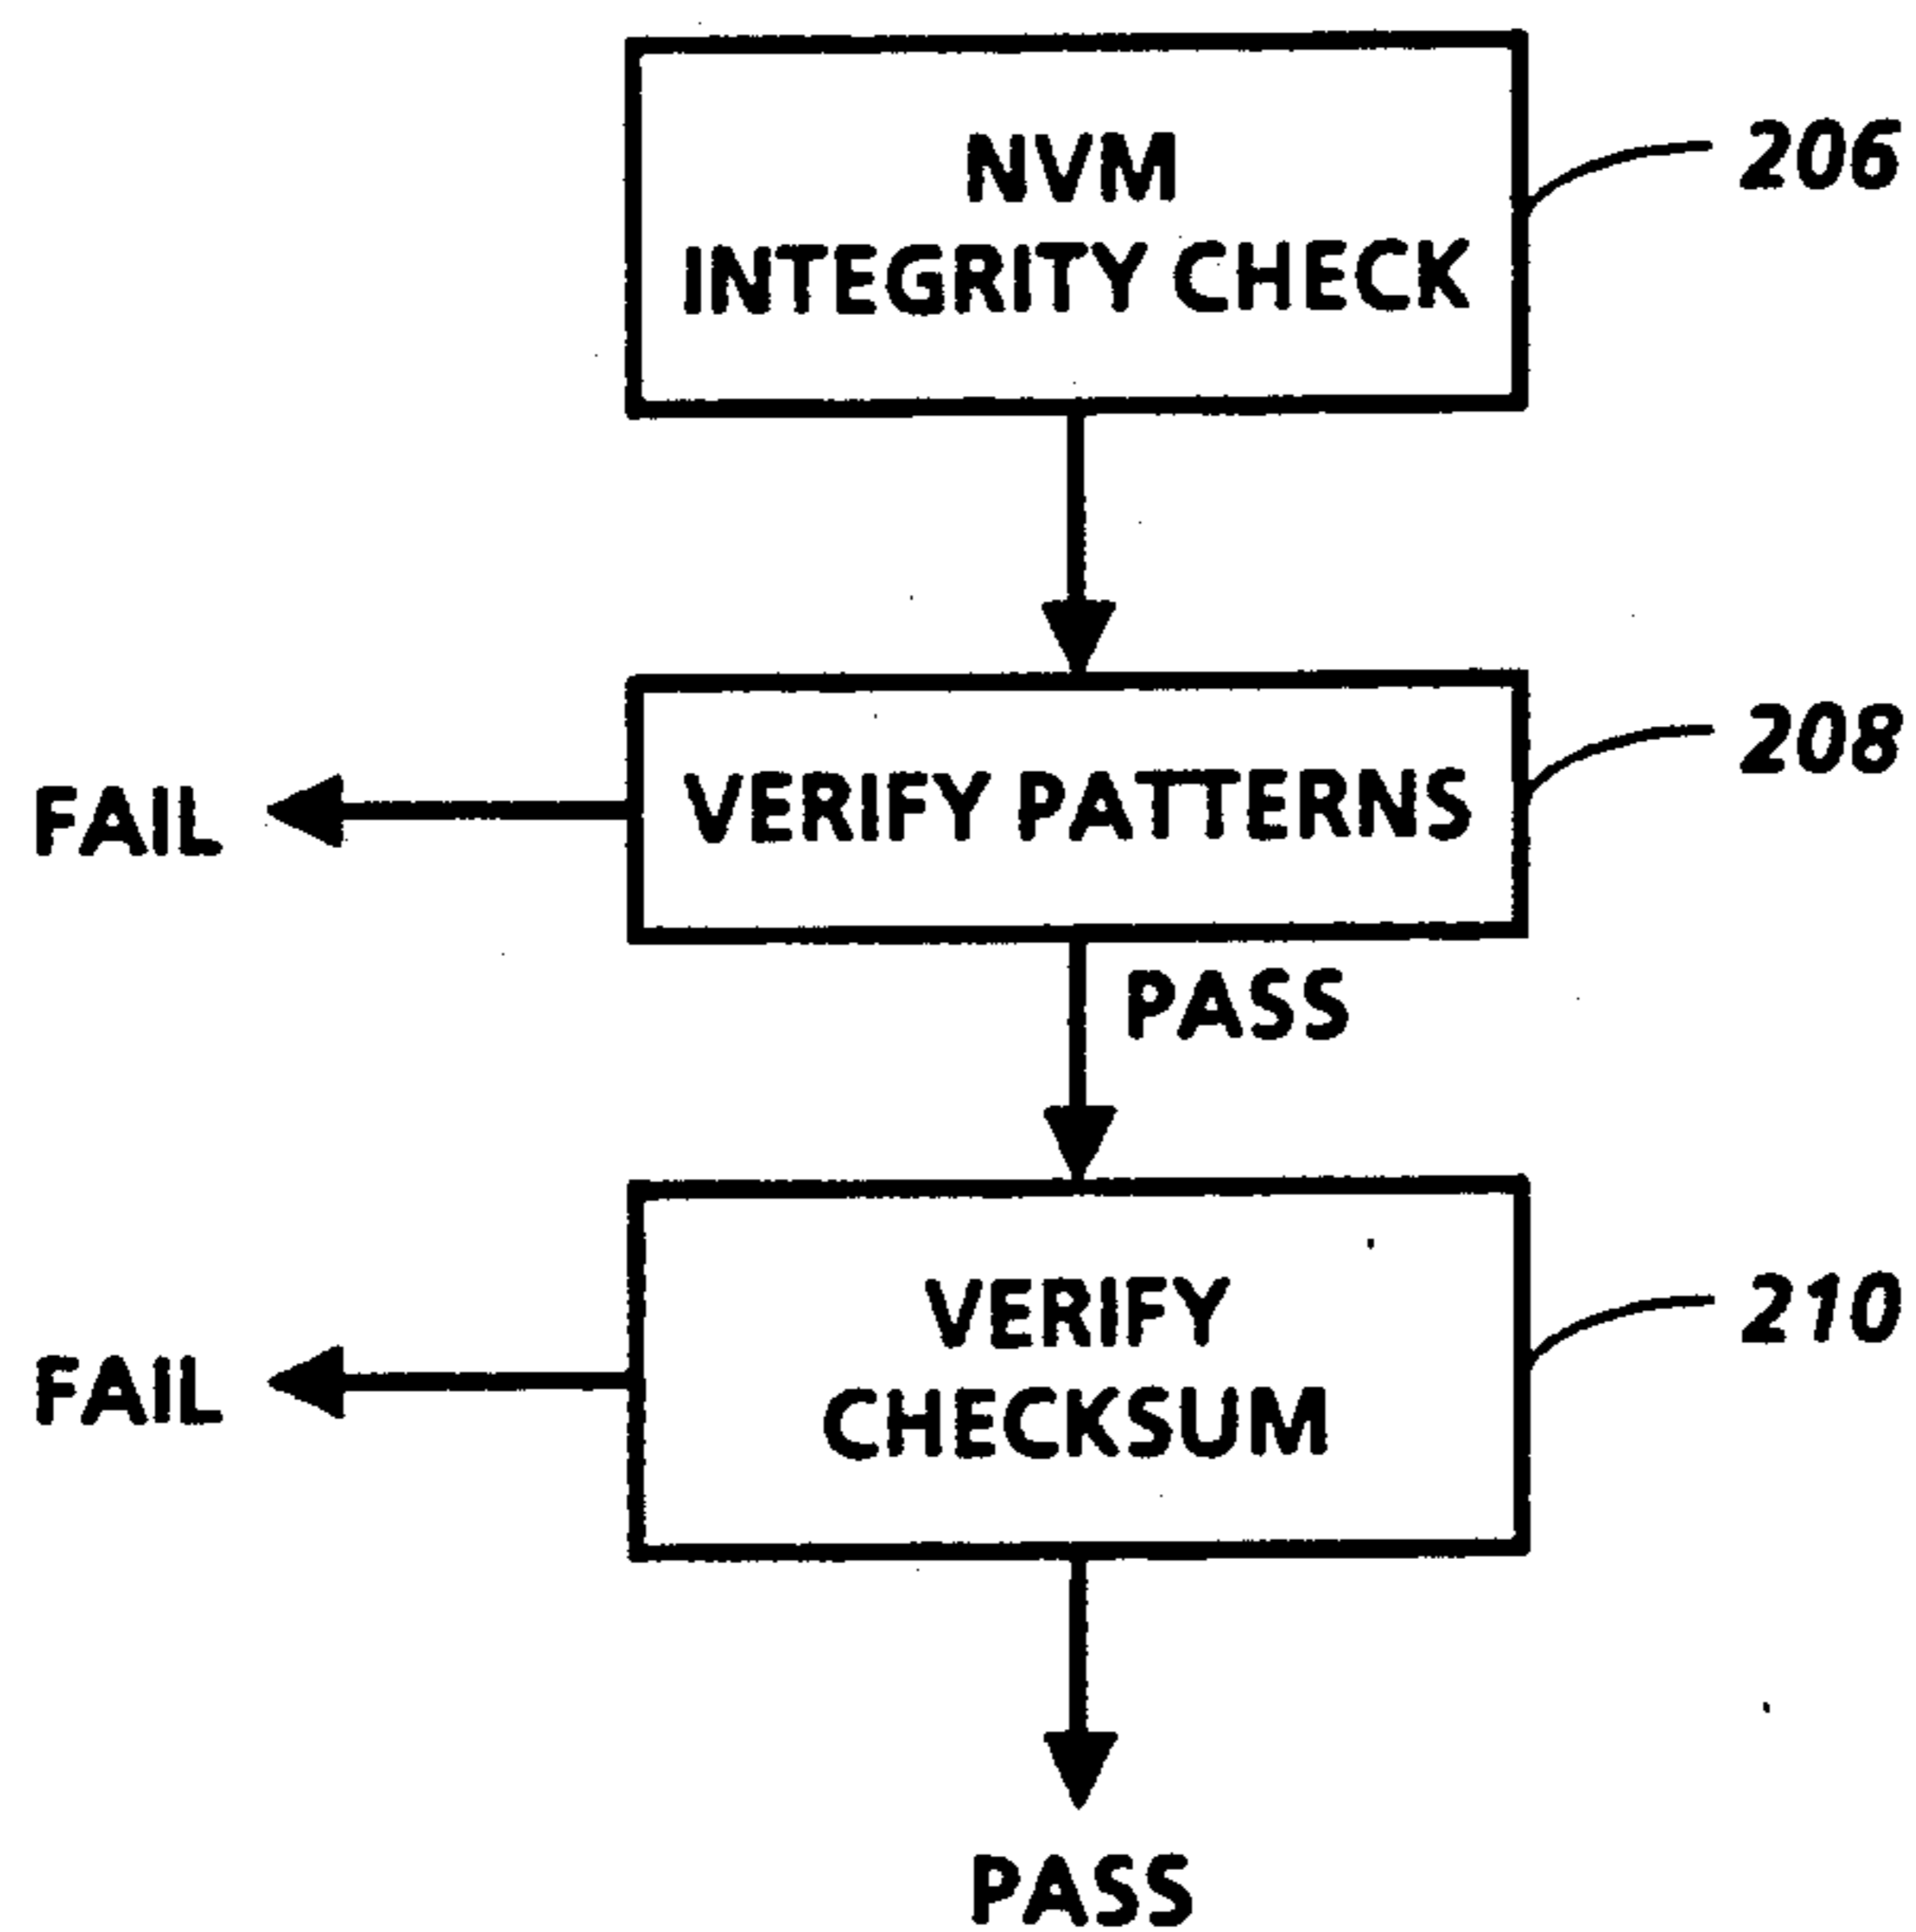 NVM
INTEGRITY CHECK
206
VERIFY PATTERNS
208
FAIL
PASS
VERIFY
CHECKSUM
210
FAIL
PASS